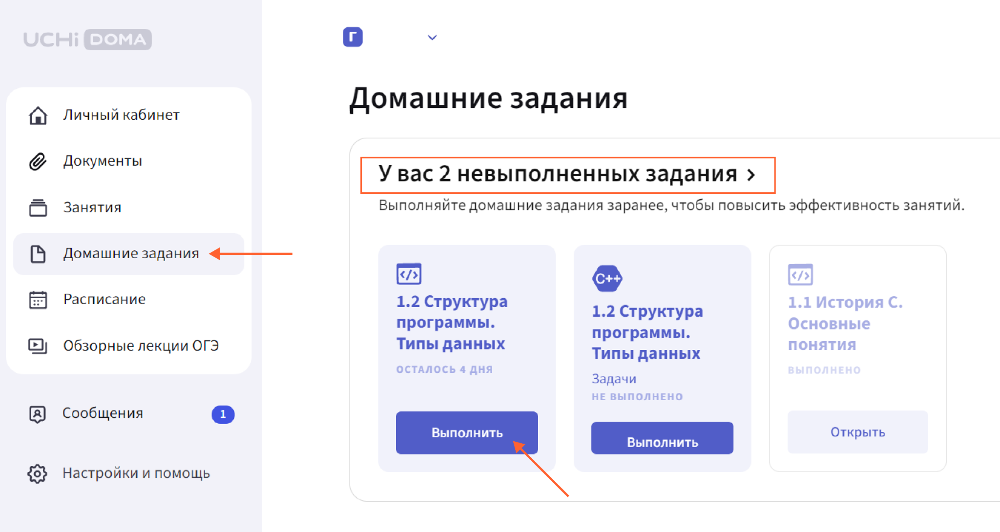 UCHi DOMA
Личный кабинет
Документы
Занятия
Домашние задания
Расписание
Обзорные лекции ОГЭ
Сообщения 1
Настройки и помощь
Г
Домашние задания
У вас 2 невыполненных задания >
Выполняйте домашние задания заранее, чтобы повысить эффективность занятий.
</>
1.2 Структура
программы.
Типы данных
ОСТАЛОСЬ 4 ДНЯ
Выполнить
C++
1.2 Структура
программы.
Типы данных
Задачи
НЕ ВЫПОЛНЕНО
Выполнить
</>
1.1 История С.
Основные
понятия
ВЫПОЛНЕНО
Открыть